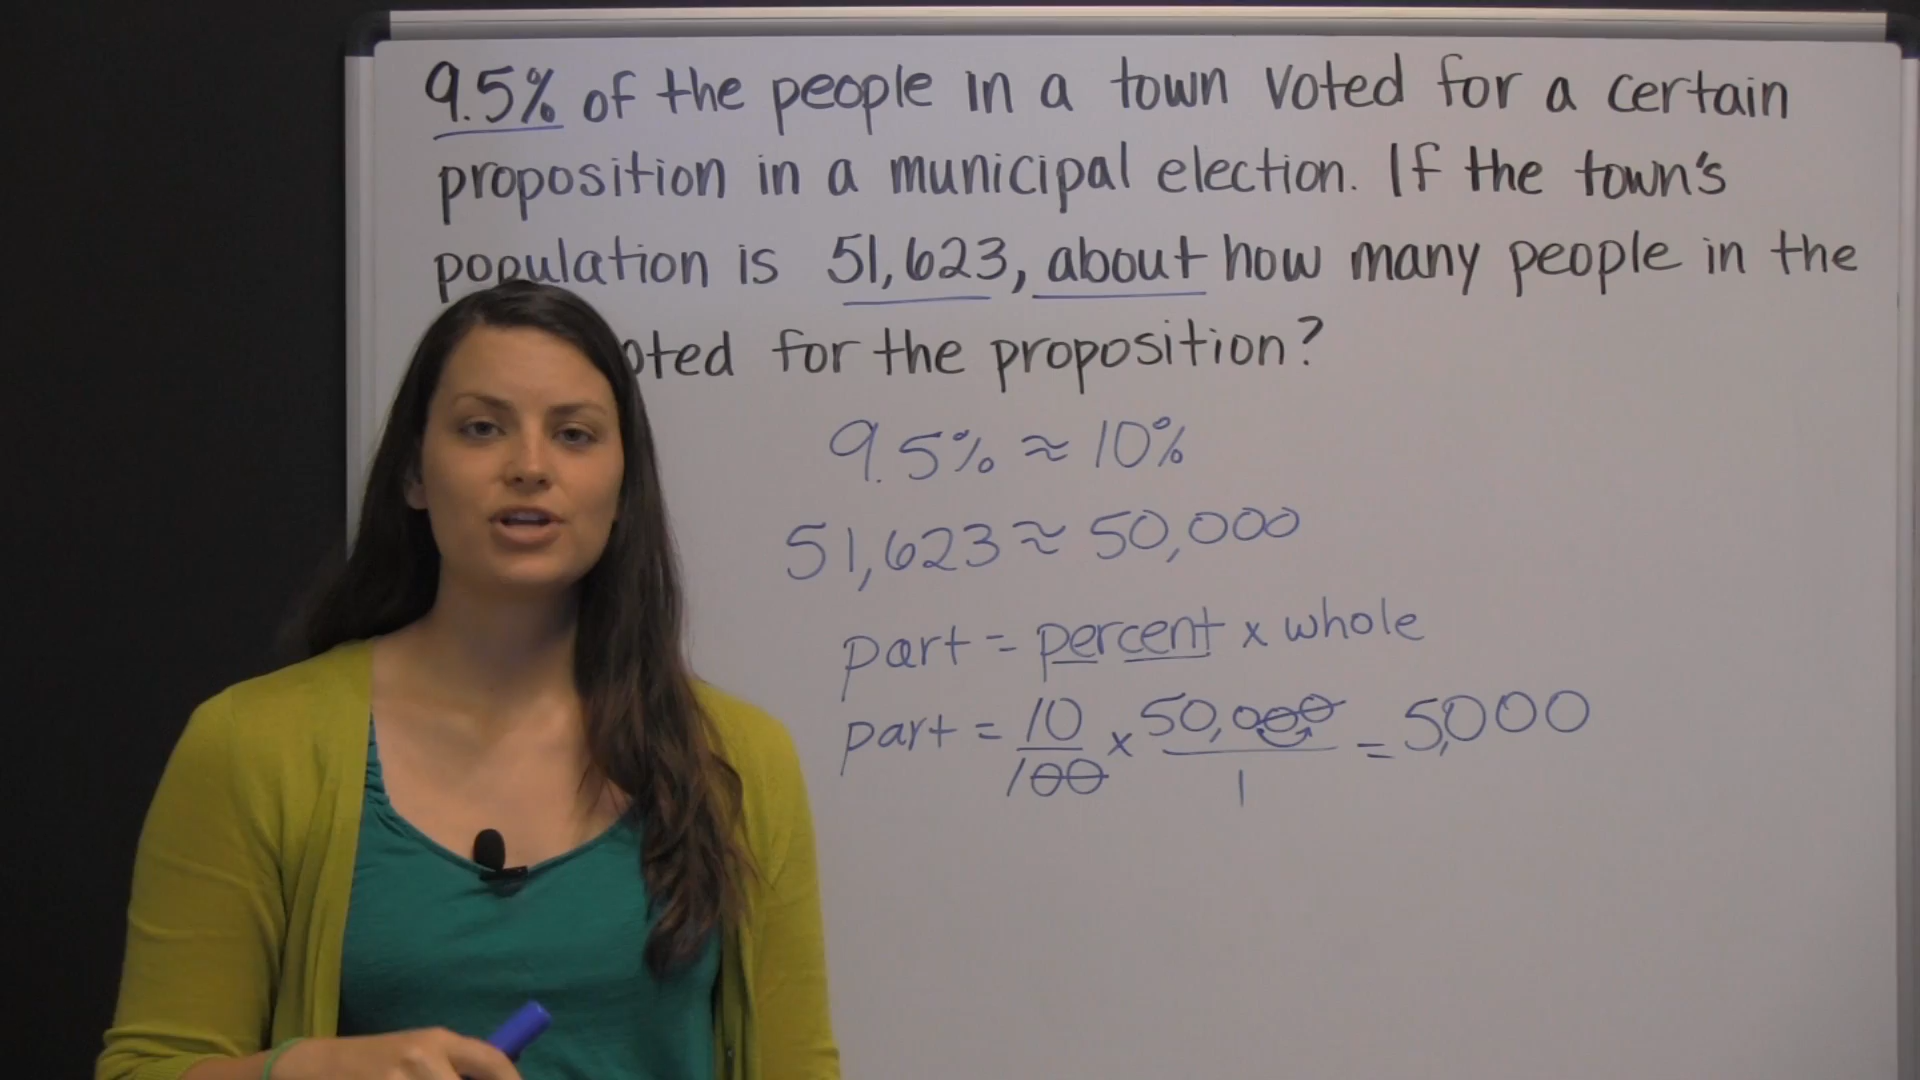 9.5% of the people in a town voted for a certain
proposition in a municipal election. If the town's
population is 51,623, about how many people in the
for the proposition?
9.5% ≈ 10%
51,623 ≈ 50,000
part = percent x whole
part = 10/100 x 50,000/1 = 5,000